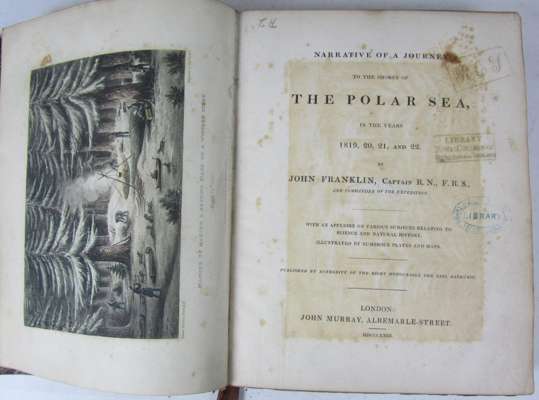 NARRATIVE OF A JOURNEY
TO THE SHORES OF
THE POLAR SEA,
IN THE YEARS
1819, 20, 21, AND 22.
BY
JOHN FRANKLIN, CAPTAIN R.N., F.R.S.,
AND COMMANDER OF THE EXPEDITION.
WITH AN APPENDIX ON VARIOUS SUBJECTS RELATING TO
SCIENCE AND NATURAL HISTORY.
ILLUSTRATED BY NUMEROUS PLATES AND MAPS.
PUBLISHED BY AUTHORITY OF THE RIGHT HONOURABLE THE EARL BATHURST.
LONDON:
JOHN MURRAY, ALBEMARLE-STREET.
MDCCCXXIII.
LIBRARY
LIBRARY